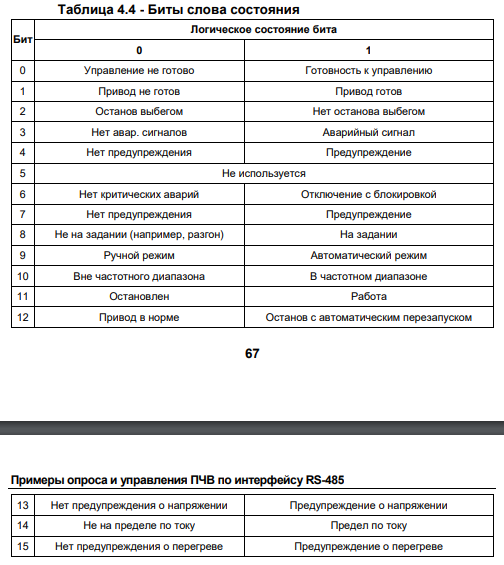 Таблица 4.4 - Биты слова состояния
Бит Логическое состояние бита
0 1
0 Управление не готово Готовность к управлению
1 Привод не готов Привод готов
2 Останов выбегом Нет останова выбегом
3 Нет авар. сигналов Аварийный сигнал
4 Нет предупреждения Предупреждение
5 Не используется
6 Нет критических аварий Отключение с блокировкой
7 Нет предупреждения Предупреждение
8 Не на задании (например, разгон) На задании
9 Ручной режим Автоматический режим
10 Вне частотного диапазона В частотном диапазоне
11 Остановлен Работа
12 Привод в норме Останов с автоматическим перезапуском
67
Примеры опроса и управления ПЧВ по интерфейсу RS-485
13 Нет предупреждения о напряжении Предупреждение о напряжении
14 Не на пределе по току Предел по току
15 Нет предупреждения о перегреве Предупреждение о перегреве